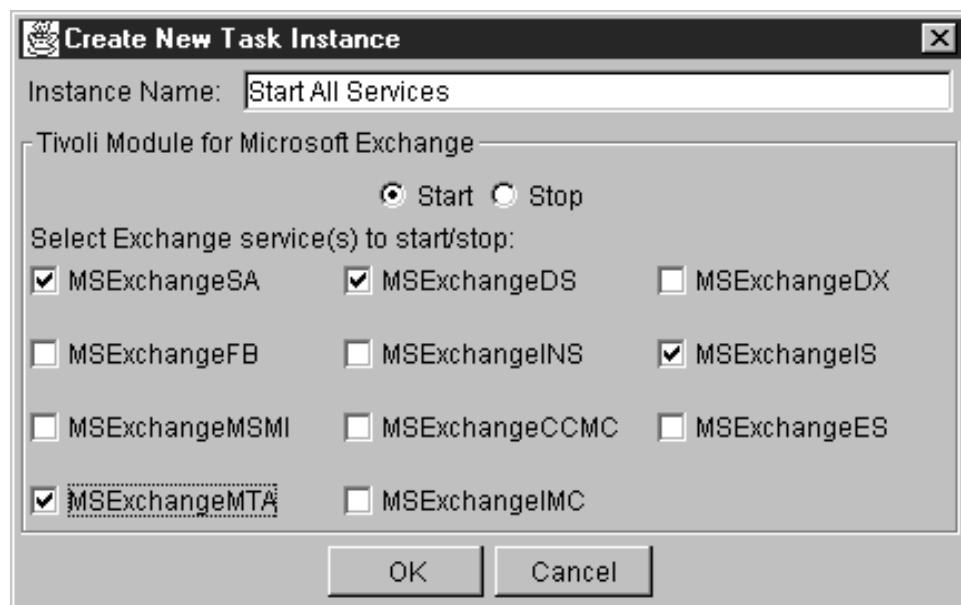 Create New Task Instance
Instance Name: Start All Services
Tivoli Module for Microsoft Exchange
Start Stop
Select Exchange service(s) to start/stop:
MSExchangeSA MSExchangeDS MSExchangeDX
MSExchangeFB MSExchangeINS MSExchangeIS
MSExchangeMSMI MSExchangeCCMC MSExchangeES
MSExchangeMTA MSExchangeIMC
OK Cancel